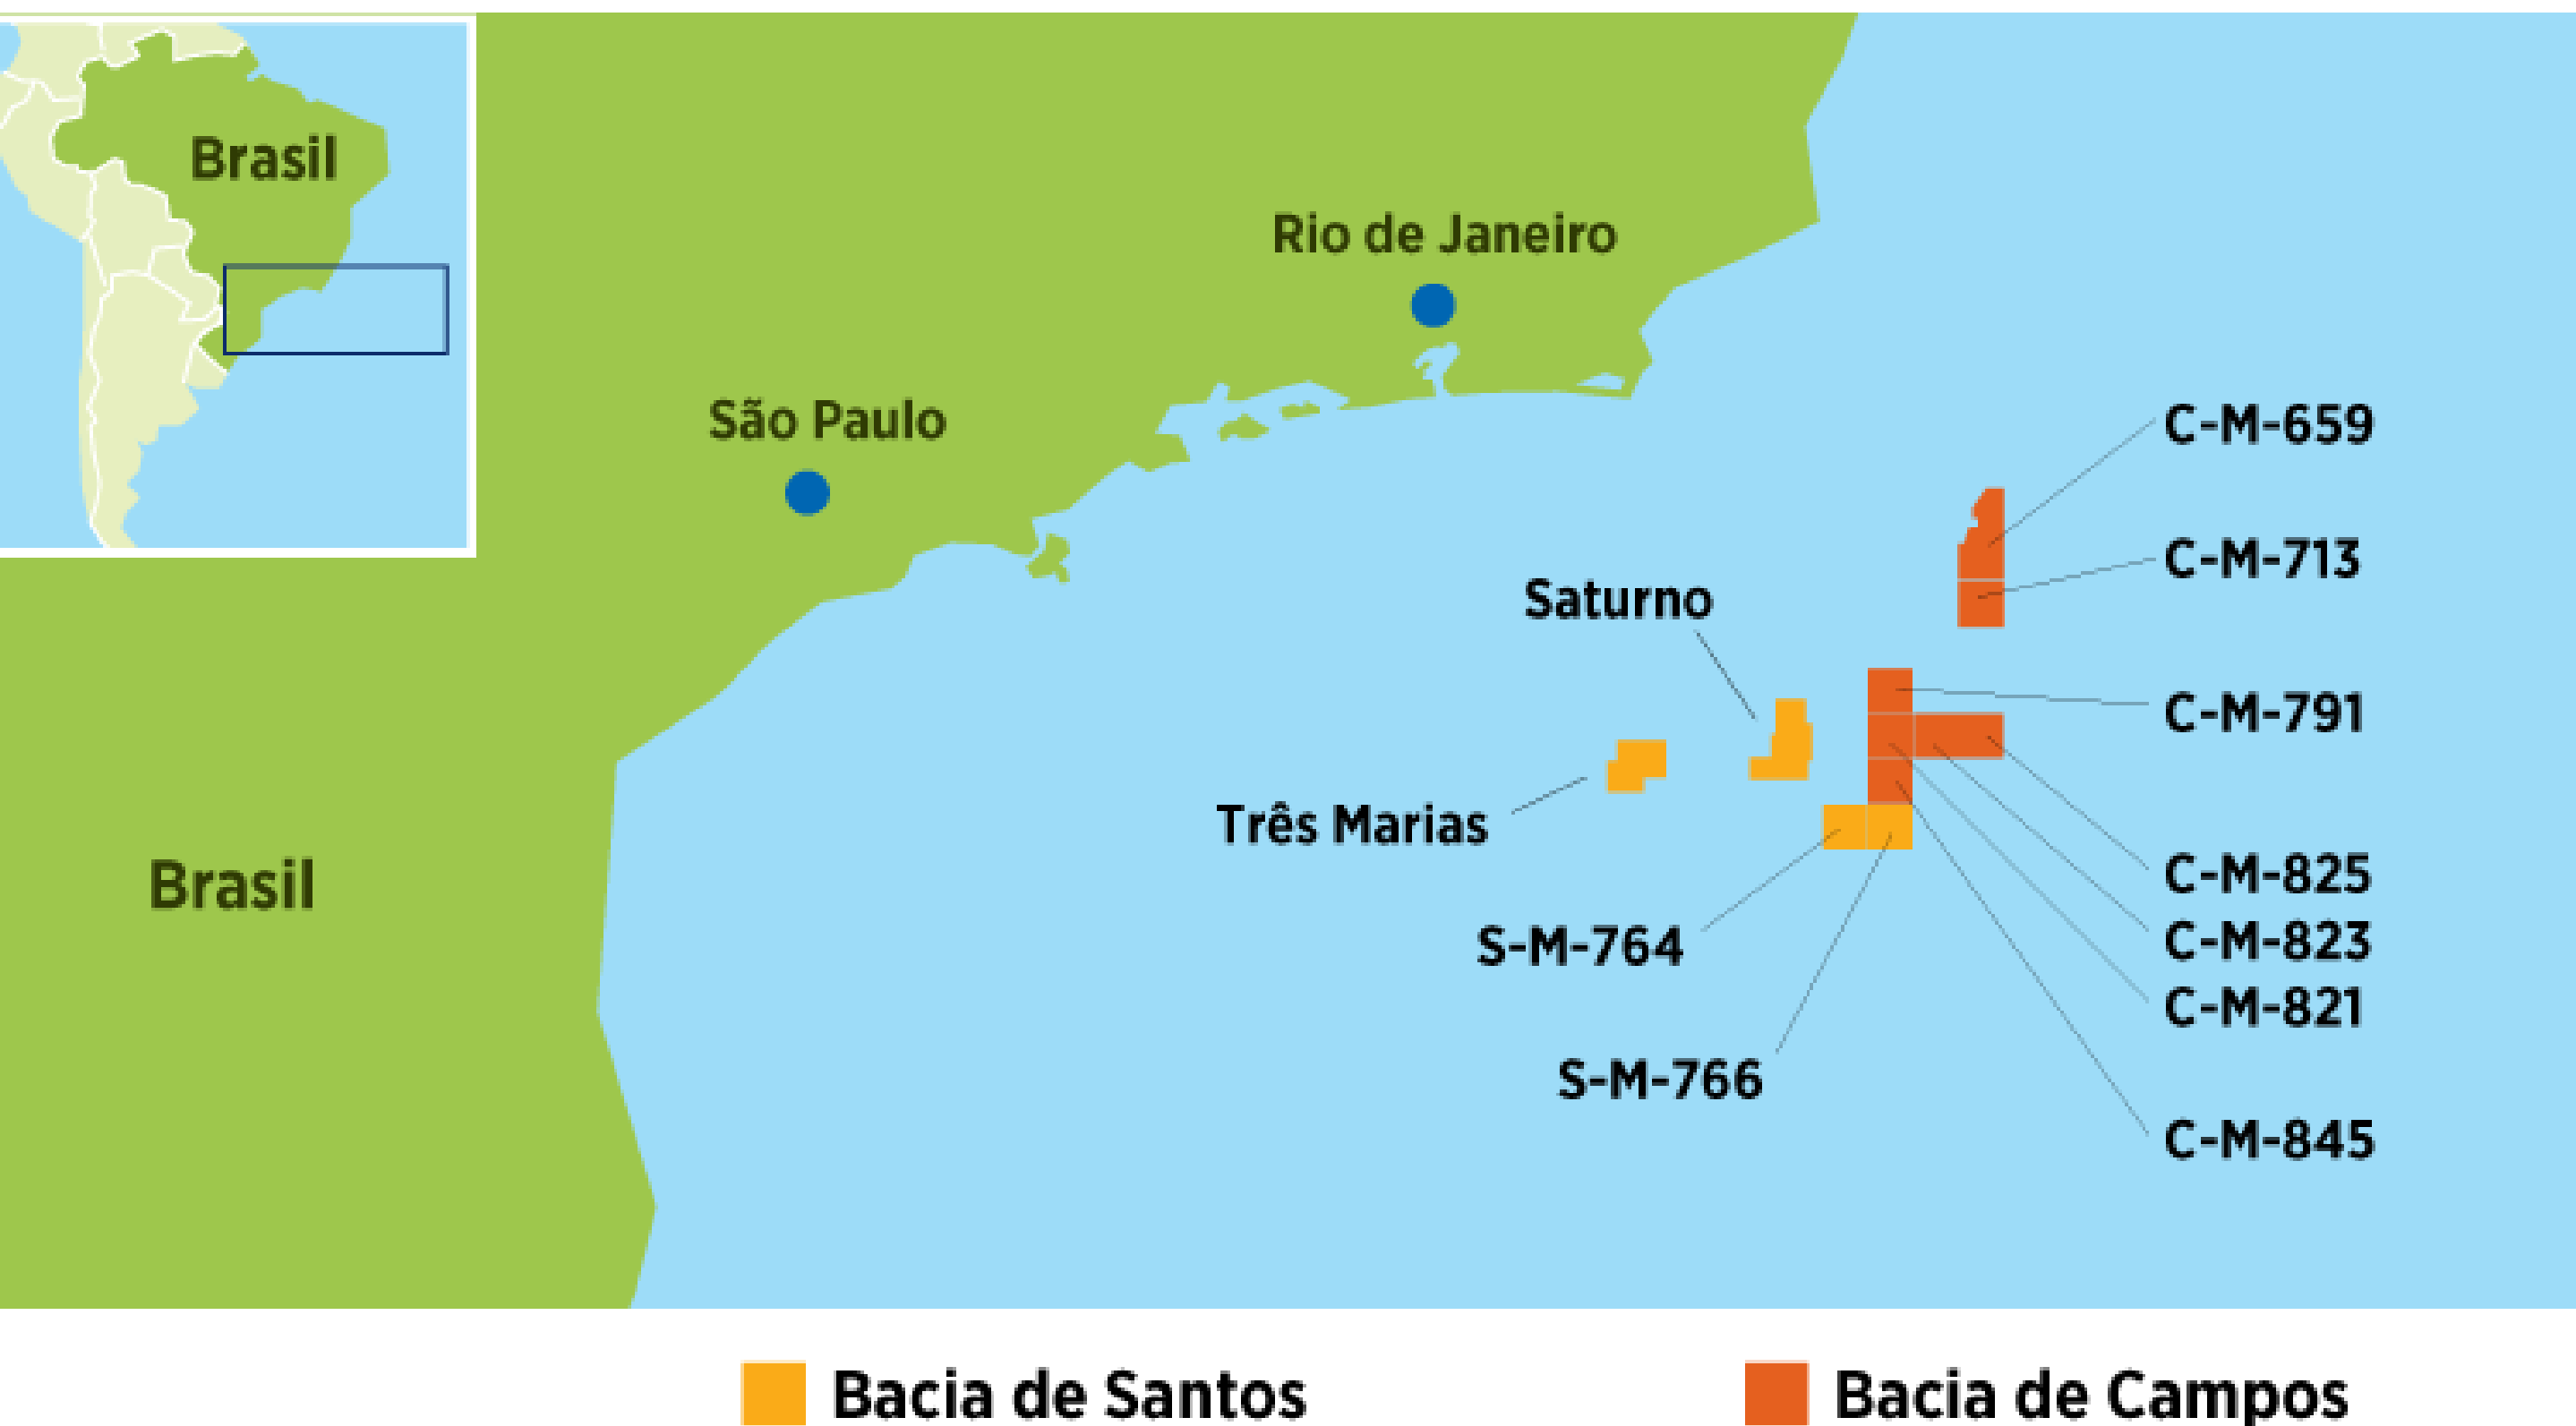 Brasil
Rio de Janeiro
São Paulo
C-M-659
C-M-713
Saturno
C-M-791
Três Marias
Brasil
C-M-825
S-M-764
C-M-823
C-M-821
S-M-766
C-M-845
Bacia de Santos
Bacia de Campos